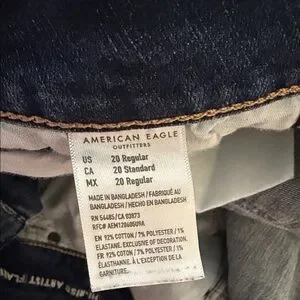 AMERICAN EAGLE
OUTFITTERS
US 20 Regular
CA 20 Standard
MX 20 Regular
MADE IN BANGLADESH / FABRIQUÉ AU
BANGLADESH / HECHO EN BANGLADESH
RN 54485/CA 03873
EN 92% COTTON / 7% POLYESTER / 1%
ELASTANE. EXCLUSIVE OF DECORATION.
FR 92% COTON / 7% POLYESTER / 1%
ÉLASTHANNE. À L'EXCEPTION DE LA
GARNITURE.
ARTIST